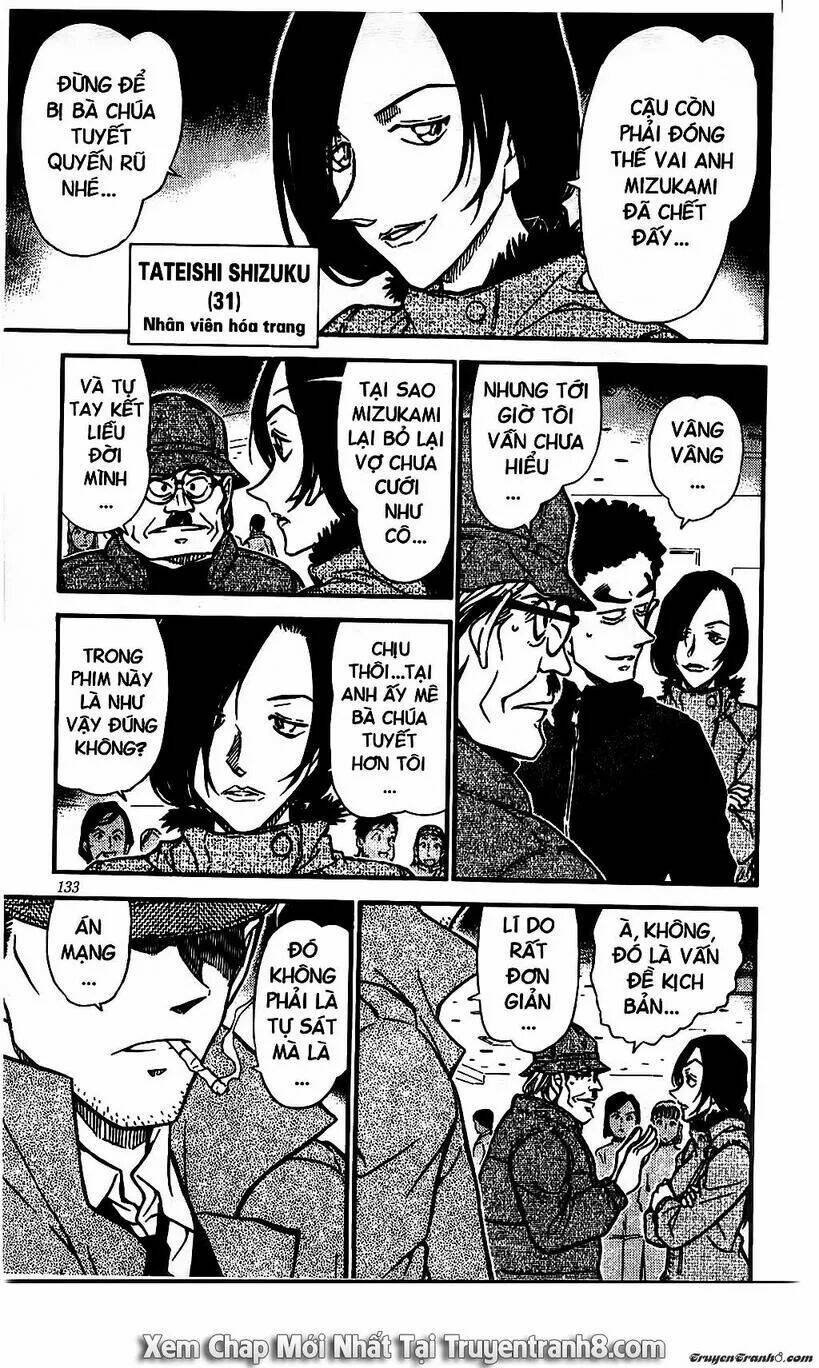 CẬU CÒN
PHẢI ĐÓNG
THẾ VAI ANH
MIZUKAMI
ĐÃ CHẾT
ĐẤY...
ĐỪNG ĐỂ
BỊ BÀ CHÚA
TUYẾT
QUYẾN RŨ
NHÉ...
TATEISHI SHIZUKU
(31)
Nhân viên hóa trang
VÂNG
VÂNG
...
NHƯNG TỚI
GIỜ TÔI
VẪN CHƯA
HIỂU
...
TẠI SAO
MIZUKAMI
LẠI BỎ LẠI
VỢ CHƯA
CƯỚI NHƯ
CÔ...
VÀ TỰ
TAY KẾT
LIỄU
ĐỜI
MÌNH
...
CHỊU
THÔI...TẠI
ANH ẤY MÊ
BÀ CHÚA
TUYẾT
HƠN TÔI
...
TRONG
PHIM NÀY
LÀ NHƯ
VẬY ĐÚNG
KHÔNG?
133
À, KHÔNG,
ĐÓ LÀ VẤN
ĐỀ KỊCH
BẢN...
LÍ DO
RẤT
ĐƠN
GIẢN
...
ĐÓ
KHÔNG
PHẢI LÀ
TỰ SÁT
MÀ LÀ
...
ÁN
MẠNG
...
Xem Chap Mới Nhất Tại Truyentranh8.com
TruyenTranh8.com